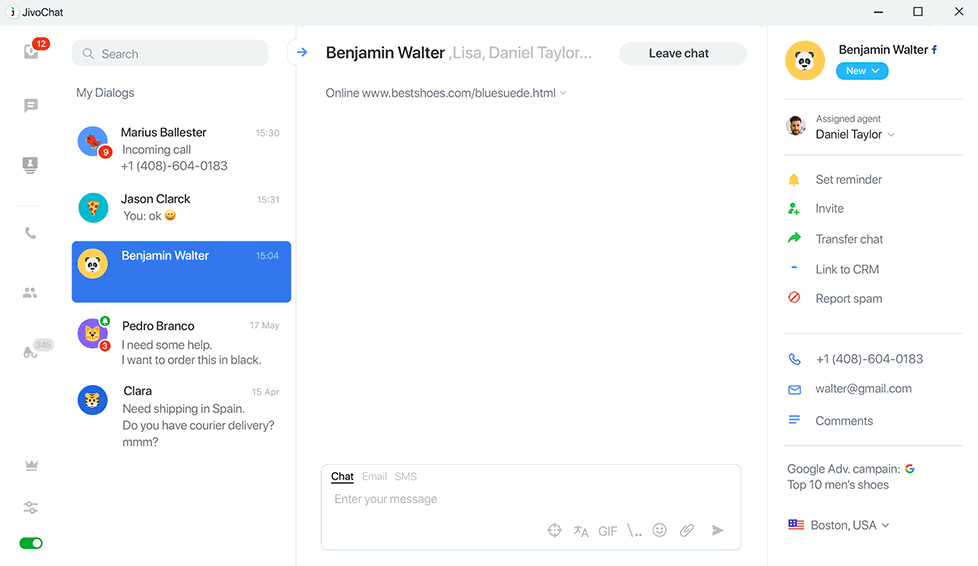 JivoChat
12
Search
My Dialogs
Marius Ballester 15:30
Incoming call
9
+1 (408)-604-0183
Jason Clarck 15:31
You: ok 😀
Benjamin Walter 15:04
Pedro Branco 17 May
I need some help.
3
I want to order this in black.
345
Clara 15 Apr
Need shipping in Spain.
Do you have courier delivery?
mmm?
Benjamin Walter ,Lisa, Daniel Taylor...
Leave chat
Online www.bestshoes.com/bluesuede.html
Chat Email SMS
Enter your message
GIF \..
Benjamin Walter f
New
Assigned agent
Daniel Taylor
Set reminder
Invite
Transfer chat
Link to CRM
Report spam
+1 (408)-604-0183
walter@gmail.com
Comments
Google Adv. campain: G
Top 10 men's shoes
Boston, USA